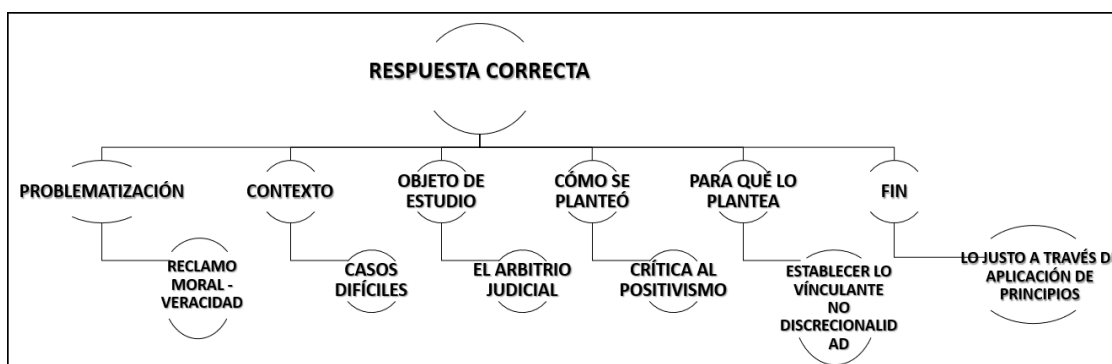 RESPUESTA CORRECTA
PROBLEMATIZACIÓN
RECLAMO
MORAL -
VERACIDAD
CONTEXTO
CASOS
DIFÍCILES
OBJETO DE
ESTUDIO
EL ARBITRIO
JUDICIAL
CÓMO SE
PLANTEÓ
CRÍTICA AL
POSITIVISMO
PARA QUÉ LO
PLANTEA
ESTABLECER LO
VÍNCULANTE
NO
DISCRECIONALID
AD
FIN
LO JUSTO A TRAVÉS D
APLICACIÓN DE
PRINCIPIOS